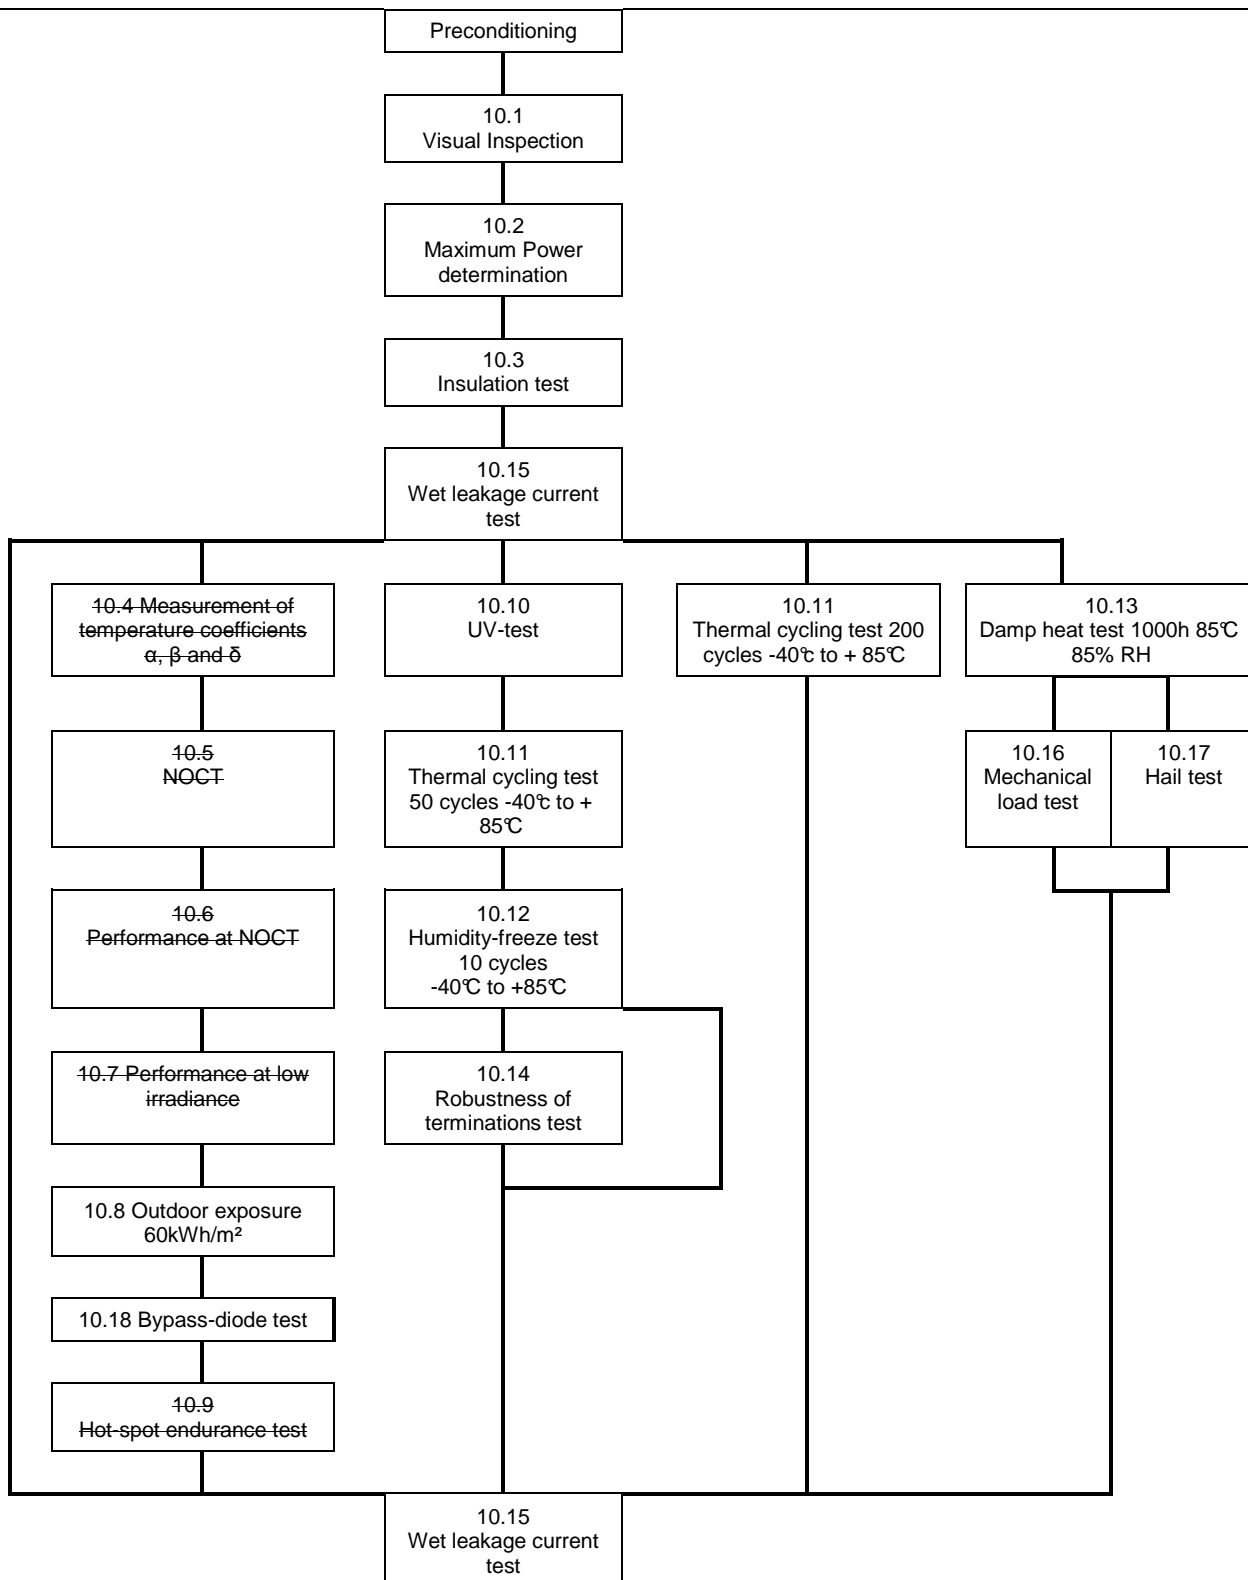 Preconditioning
10.1
Visual Inspection
10.2
Maximum Power
determination
10.3
Insulation test
10.15
Wet leakage current
test
10.4 Measurement of
temperature coefficients
α, β and δ
10.10
UV-test
10.11
Thermal cycling test 200
cycles -40℃ to + 85℃
10.13
Damp heat test 1000h 85℃
85% RH
10.5
NOCT
10.11
Thermal cycling test
50 cycles -40℃ to +
85℃
10.16
Mechanical
load test
10.17
Hail test
10.6
Performance at NOCT
10.12
Humidity-freeze test
10 cycles
-40℃ to +85℃
10.7 Performance at low
irradiance
10.14
Robustness of
terminations test
10.8 Outdoor exposure
60kWh/m²
10.18 Bypass-diode test
10.9
Hot-spot endurance test
10.15
Wet leakage current
test